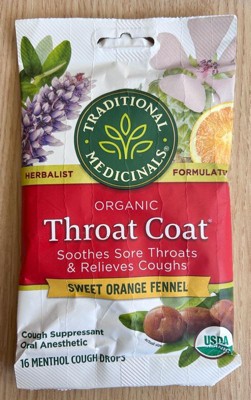 TRADITIONAL
MEDICINALS®
HERBALIST
FORMULATI
ORGANIC
Throat Coat®
Soothes Sore Throats
& Relieves Coughs
SWEET ORANGE FENNEL
Cough Suppressant
Oral Anesthetic
16 MENTHOL COUGH DROPS
USDA